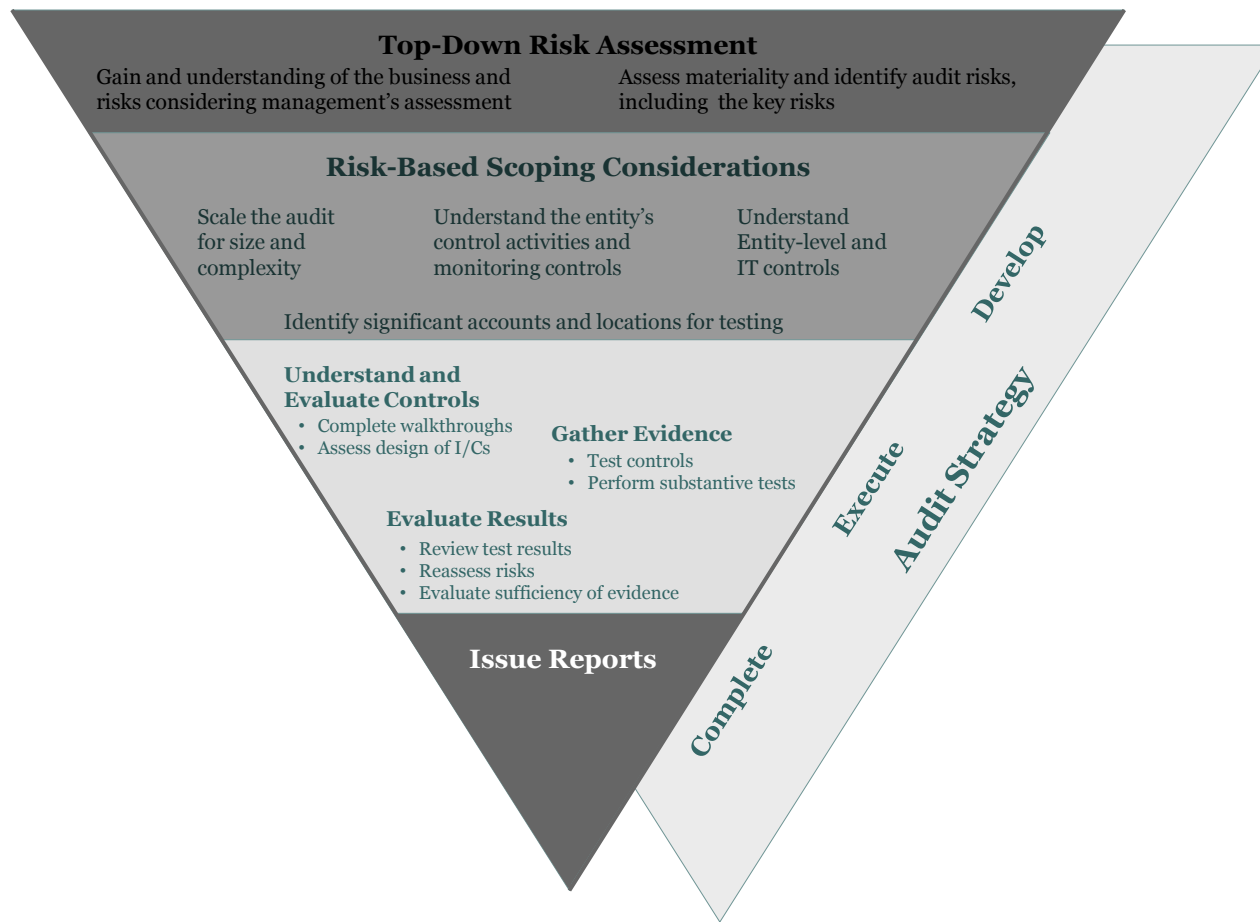 Top-Down Risk Assessment
Gain and understanding of the business and
risks considering management’s assessment
Assess materiality and identify audit risks,
including the key risks
Risk-Based Scoping Considerations
Scale the audit
for size and
complexity
Understand the entity’s
control activities and
monitoring controls
Understand
Entity-level and
IT controls
Identify significant accounts and locations for testing
Understand and
Evaluate Controls
• Complete walkthroughs
• Assess design of I/Cs
Gather Evidence
• Test controls
• Perform substantive tests
Evaluate Results
• Review test results
• Reassess risks
• Evaluate sufficiency of evidence
Issue Reports
Develop
Execute
Audit Strategy
Complete